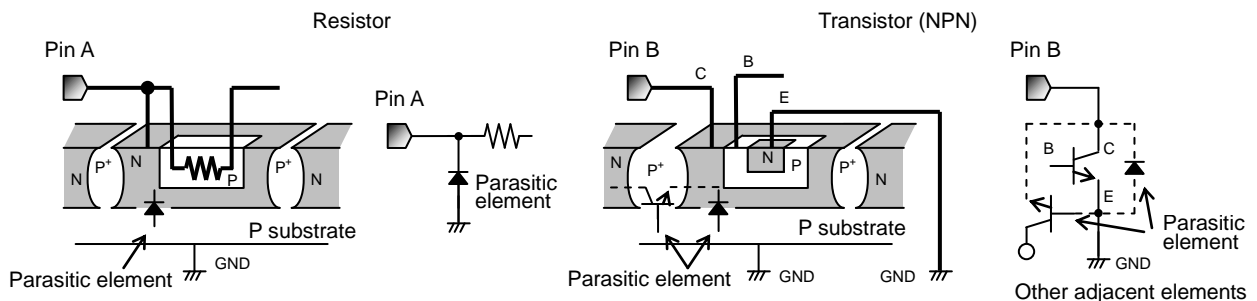 Resistor
Transistor (NPN)
Pin A
Pin B
Pin B
C
B
E
Pin A
N
P+
N
P
P+
N
N
P+
N
N
P
P+
N
B
C
E
Parasitic
element
P substrate
P substrate
Parasitic
element
Parasitic element
GND
Parasitic element
GND
GND
GND
Other adjacent elements